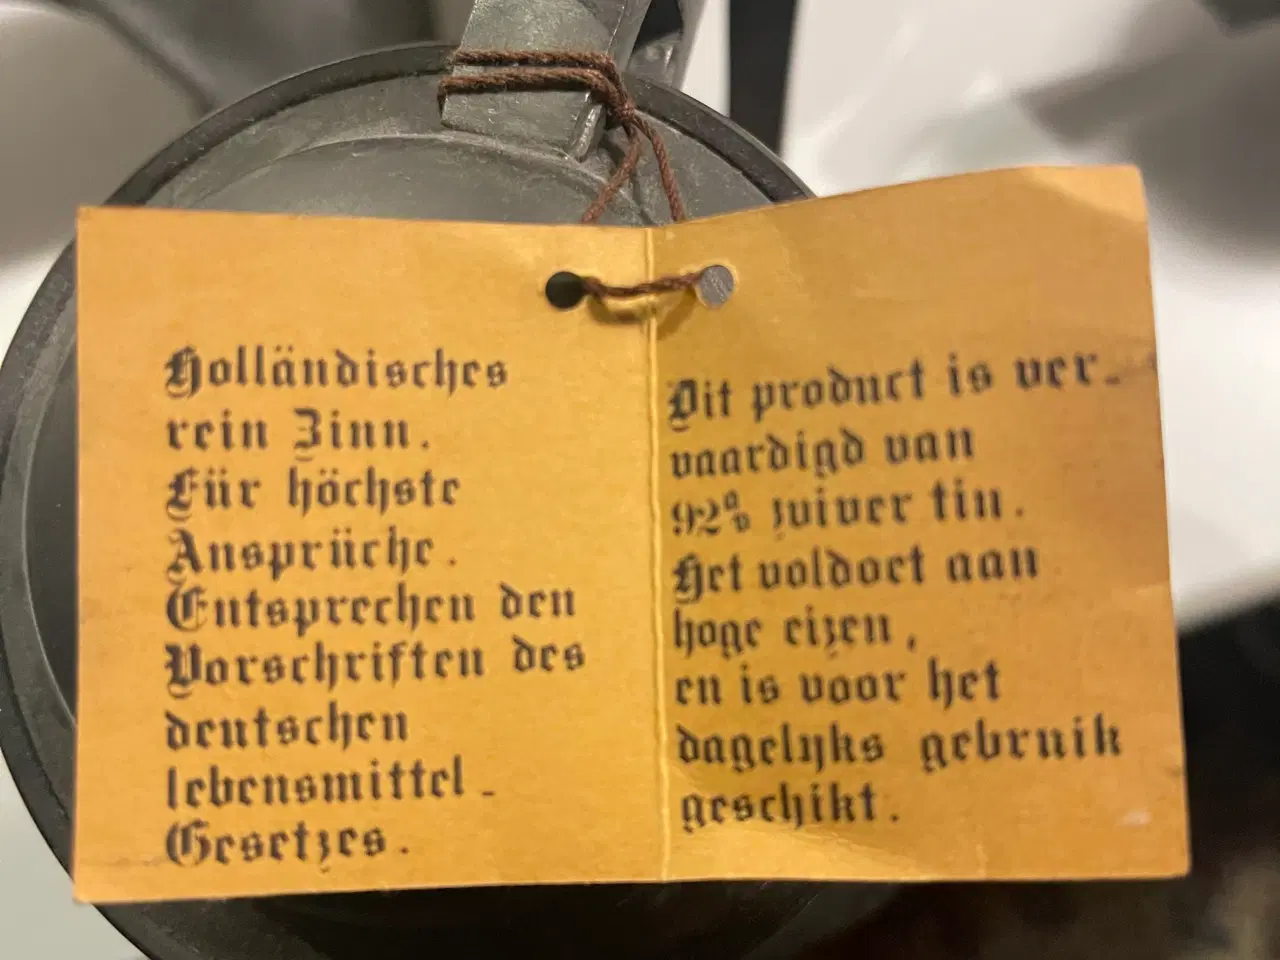 Holländisches
rein Zinn.
Für höchste
Ansprüche.
Entsprechen den
Vorschriften des
deutschen
lebensmittel-
Gesetzes.
Dit product is ver-
vaardigd van
92% zuiver tin.
Het voldoet aan
hoge eizen,
en is voor het
dagelijks gebruik
geschikt.